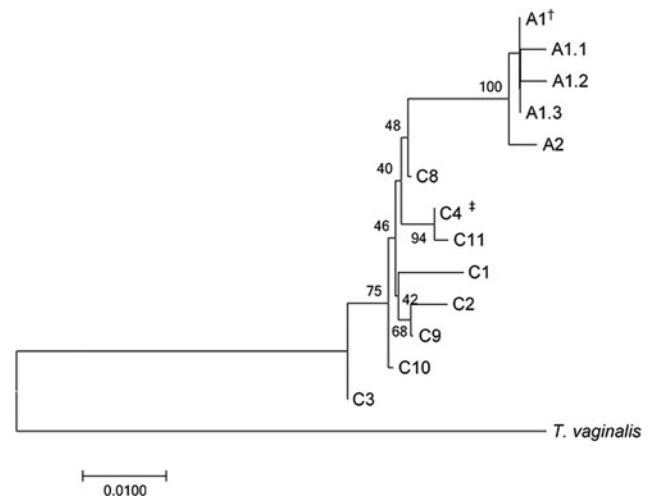 A1†
A1.1
A1.2
100
A1.3
48
A2
40
C8
C4 ‡
46
94 C11
C1
75
42
C2
68
C9
C10
C3
T. vaginalis
0.0100